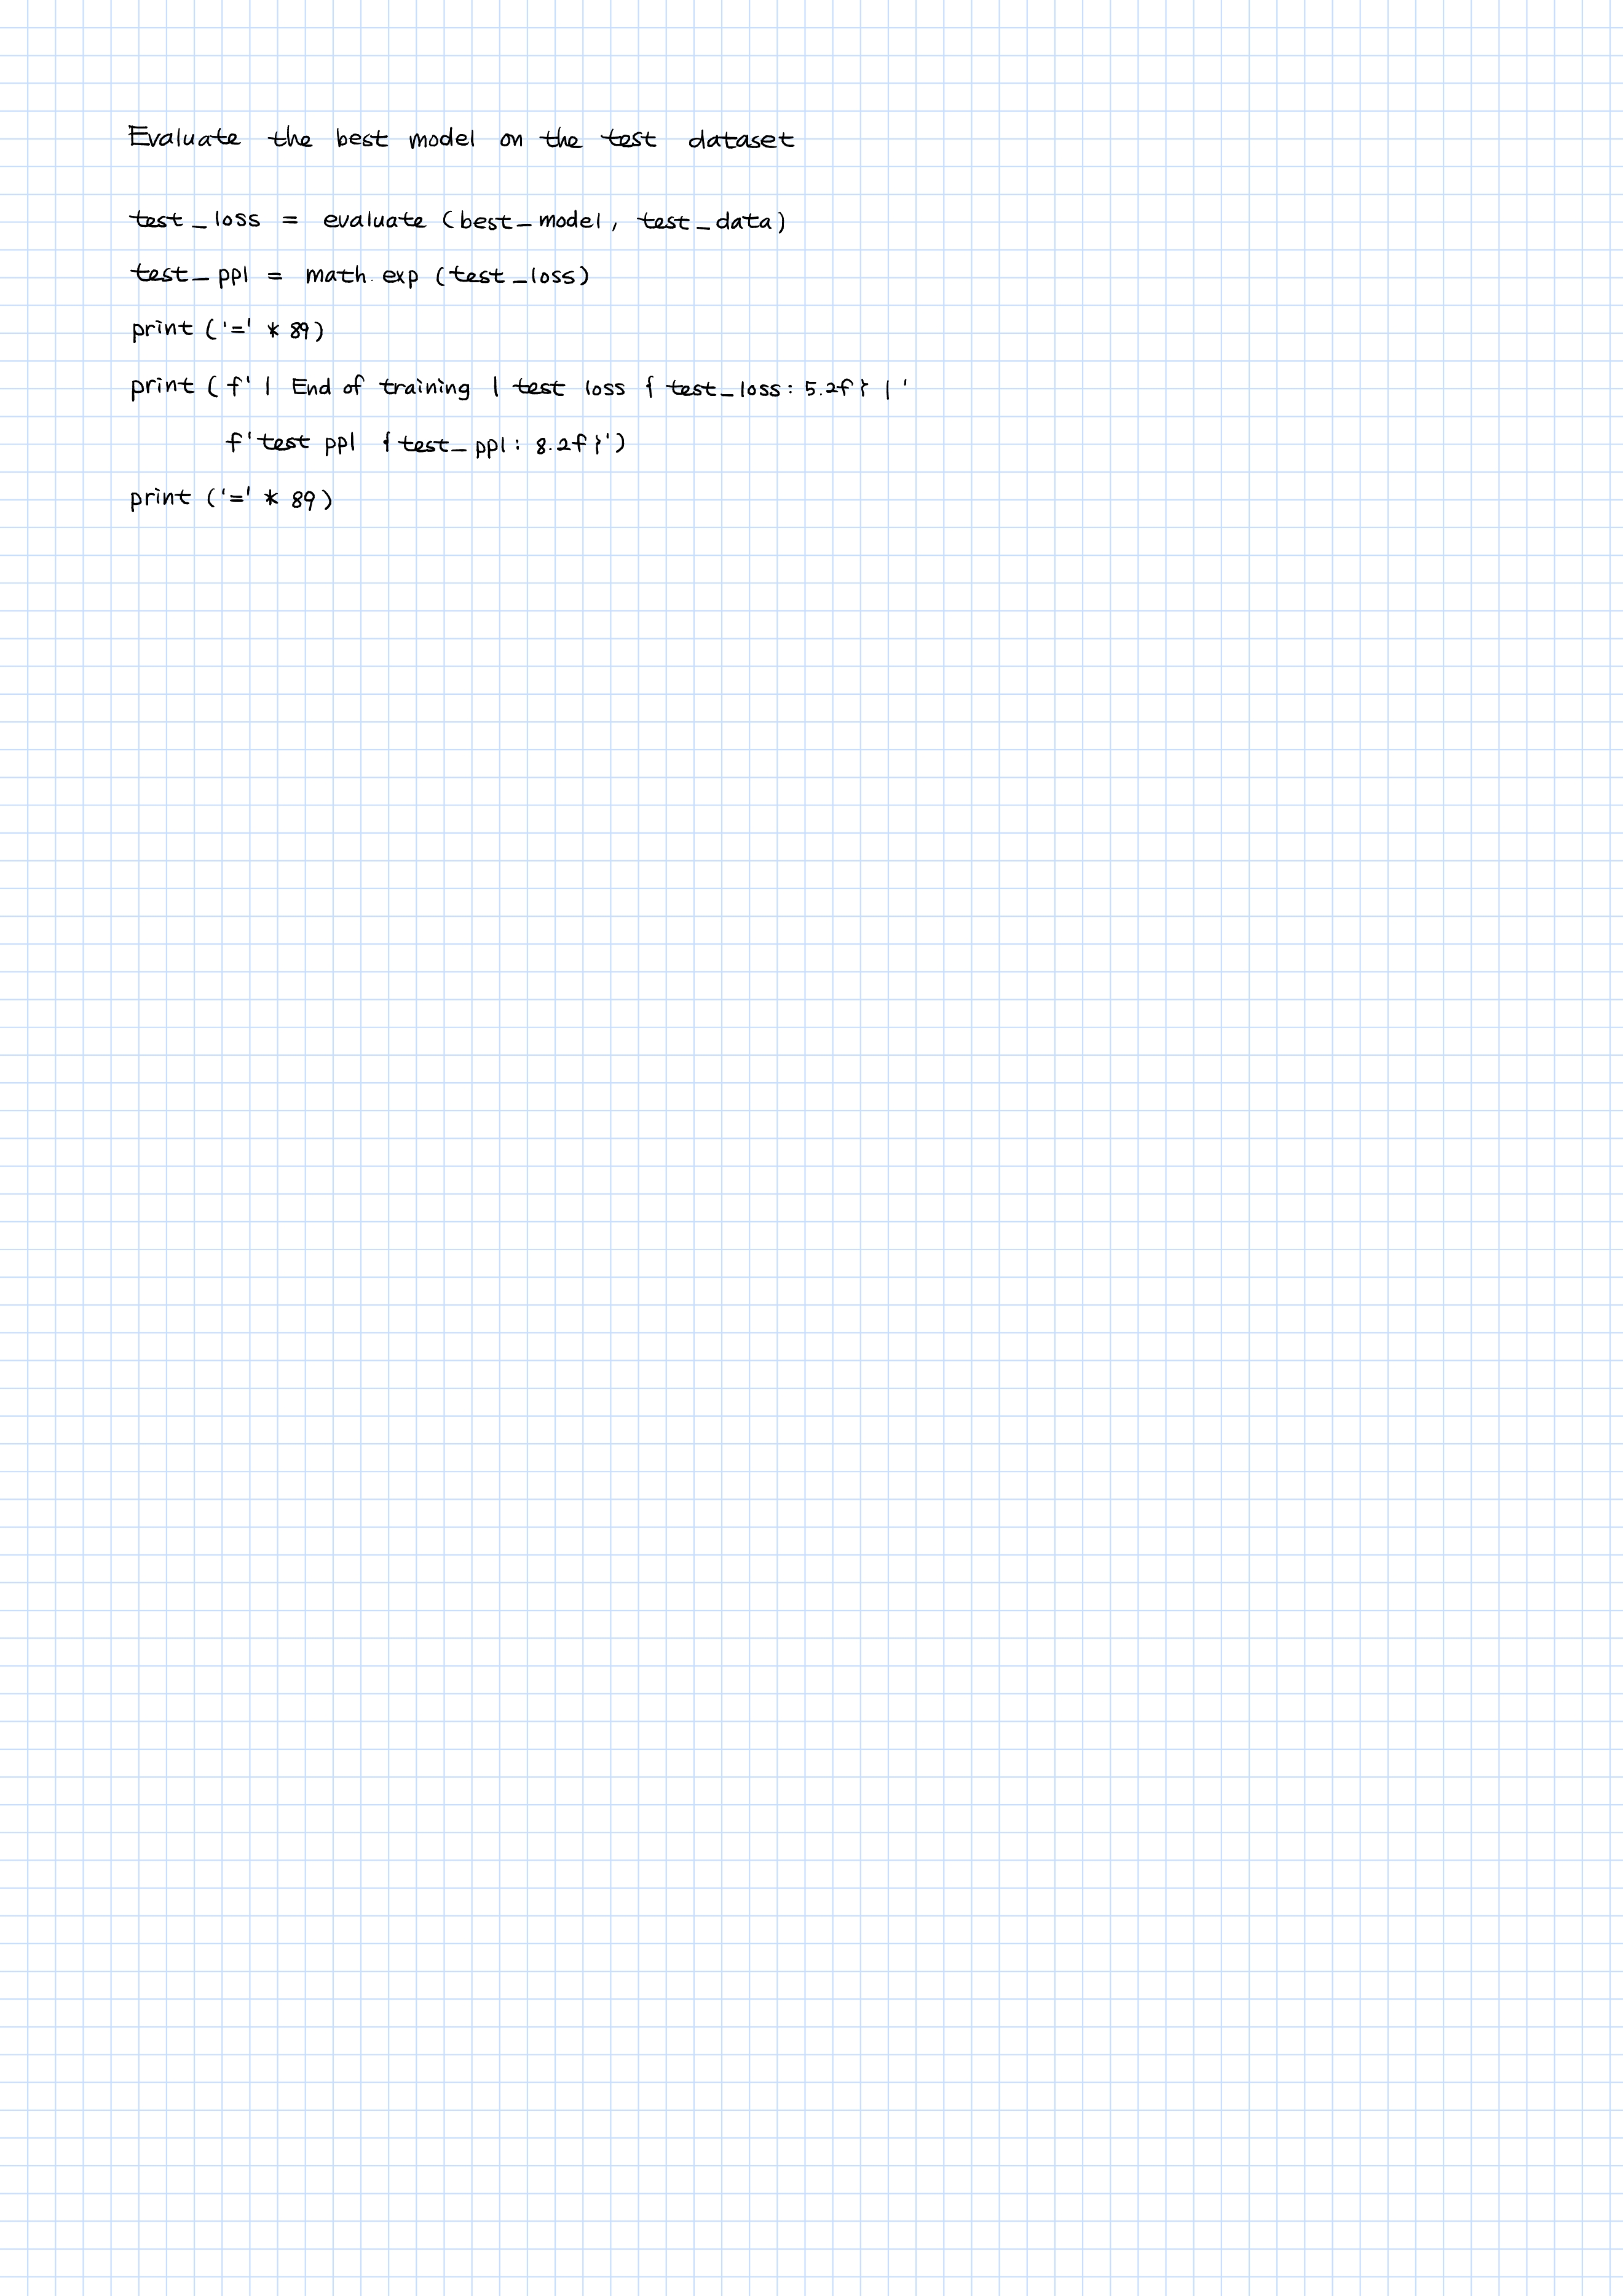 Evaluate the best model on the test dataset
test_loss = evaluate (best_model, test_data)
test_ppl = math.exp (test_loss)
print ('=' * 89)
print ( f' | End of training | test loss { test_loss: 5.2f} | '
f'test ppl {test_ppl: 8.2f}')
print ('=' * 89)